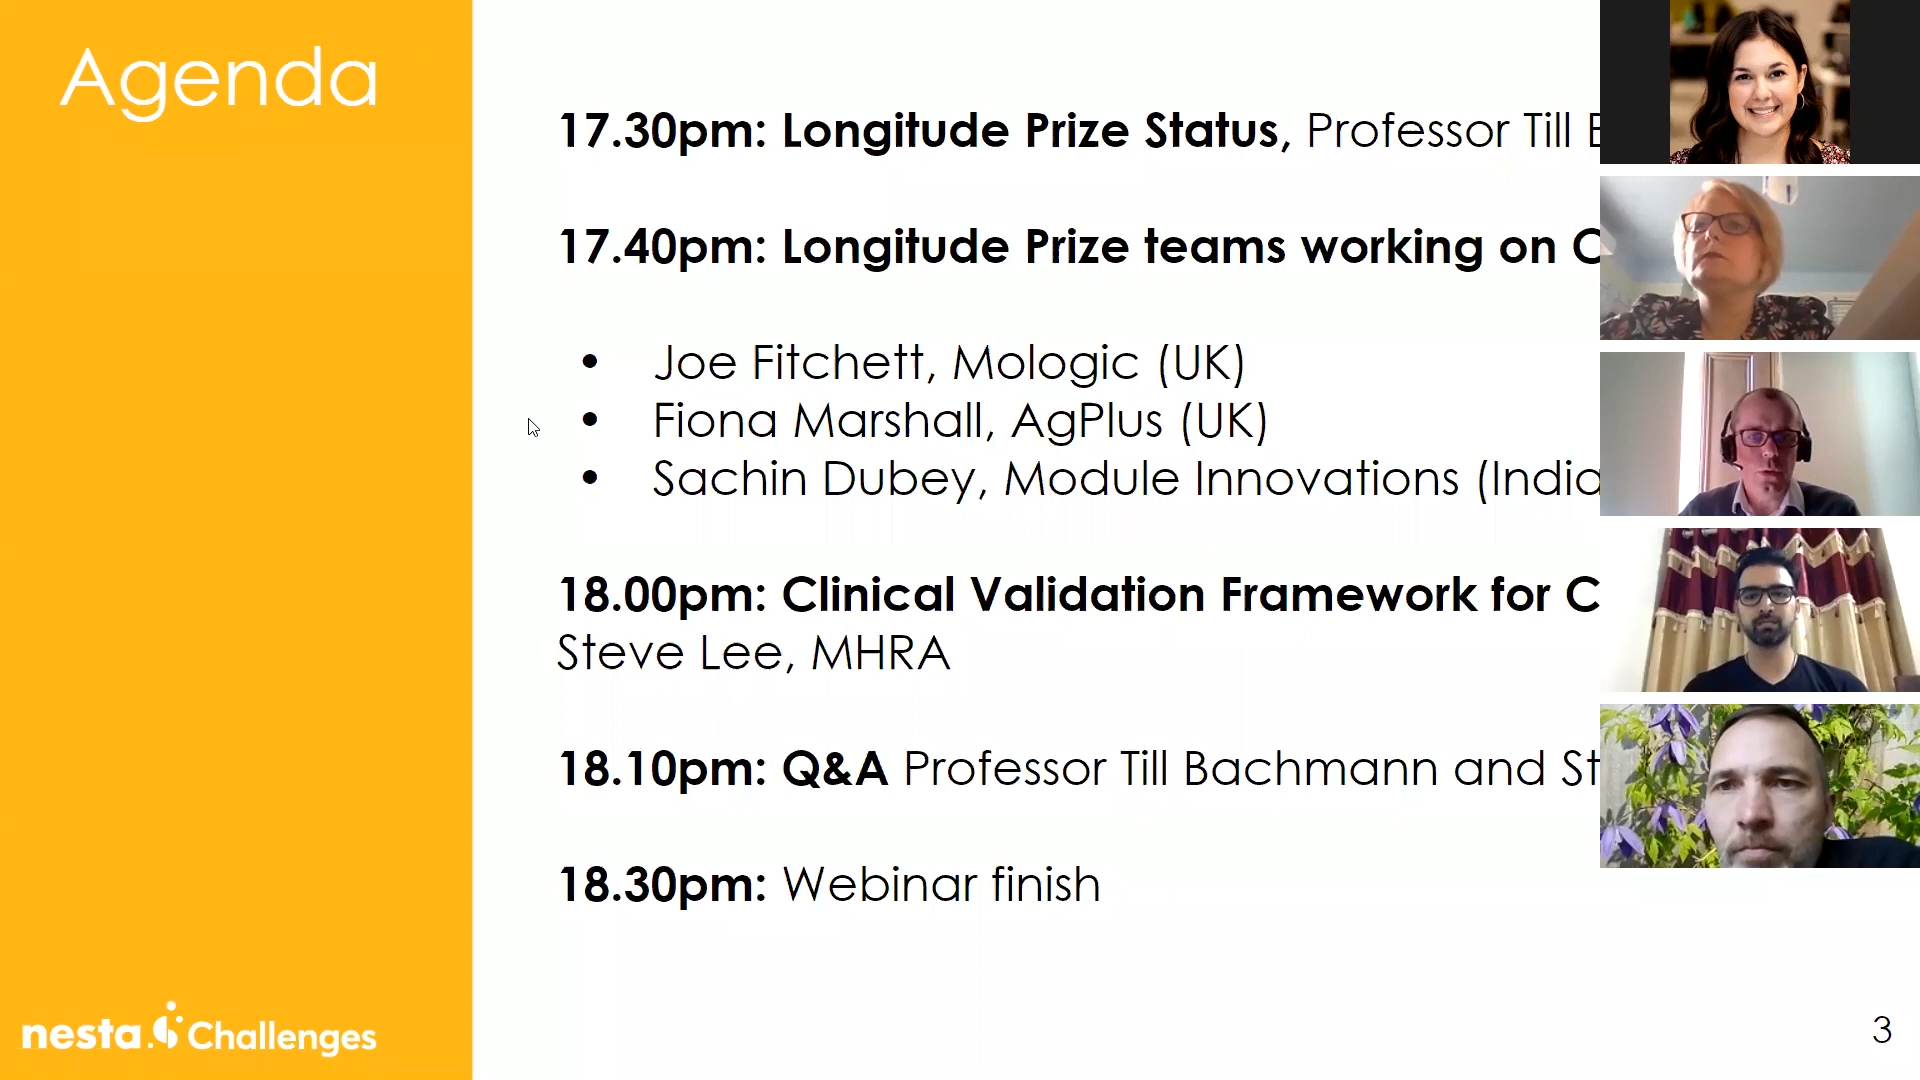 Agenda
17.30pm: Longitude Prize Status, Professor Till
17.40pm: Longitude Prize teams working on
• Joe Fitchett, Mologic (UK)
• Fiona Marshall, AgPlus (UK)
• Sachin Dubey, Module Innovations (India
18.00pm: Clinical Validation Framework for
Steve Lee, MHRA
18.10pm: Q&A Professor Till Bachmann and St
18.30pm: Webinar finish
nesta Challenges
3